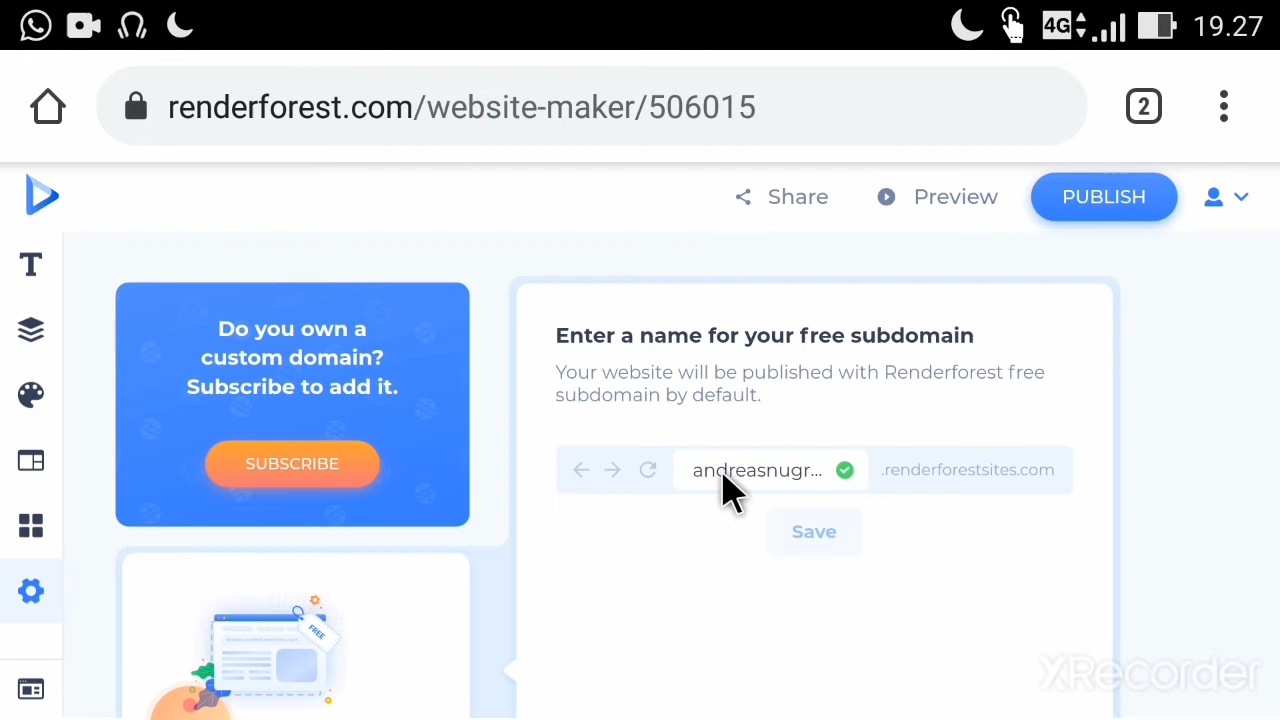 4G 19.27
renderforest.com/website-maker/506015 2
Share Preview PUBLISH
T
Do you own a
custom domain?
Subscribe to add it.
SUBSCRIBE
Enter a name for your free subdomain
Your website will be published with Renderforest free
subdomain by default.
andreasnugr... .renderforestsites.com
Save
FREE
XRecorder